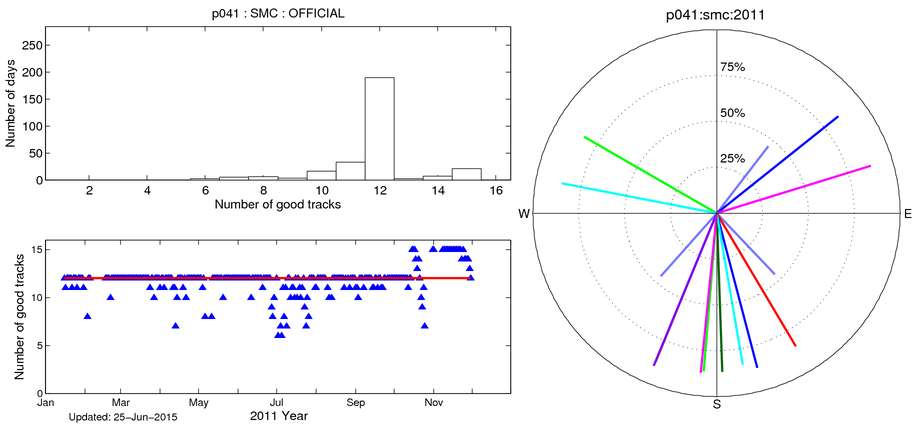 p041 : SMC : OFFICIAL
250
200
150
100
50
0
Number of days
2 4 6 8 10 12 14 16
Number of good tracks
15
10
5
0
Number of good tracks
Jan Mar May Jul Sep Nov
Updated: 25-Jun-2015
2011 Year
p041:smc:2011
75%
50%
25%
W
E
S